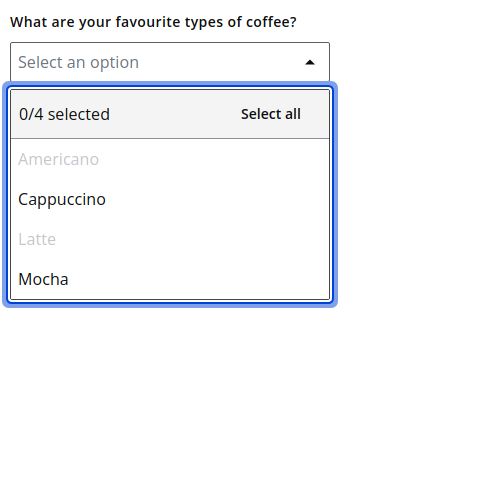 What are your favourite types of coffee?
Select an option
0/4 selected Select all
Americano
Cappuccino
Latte
Mocha